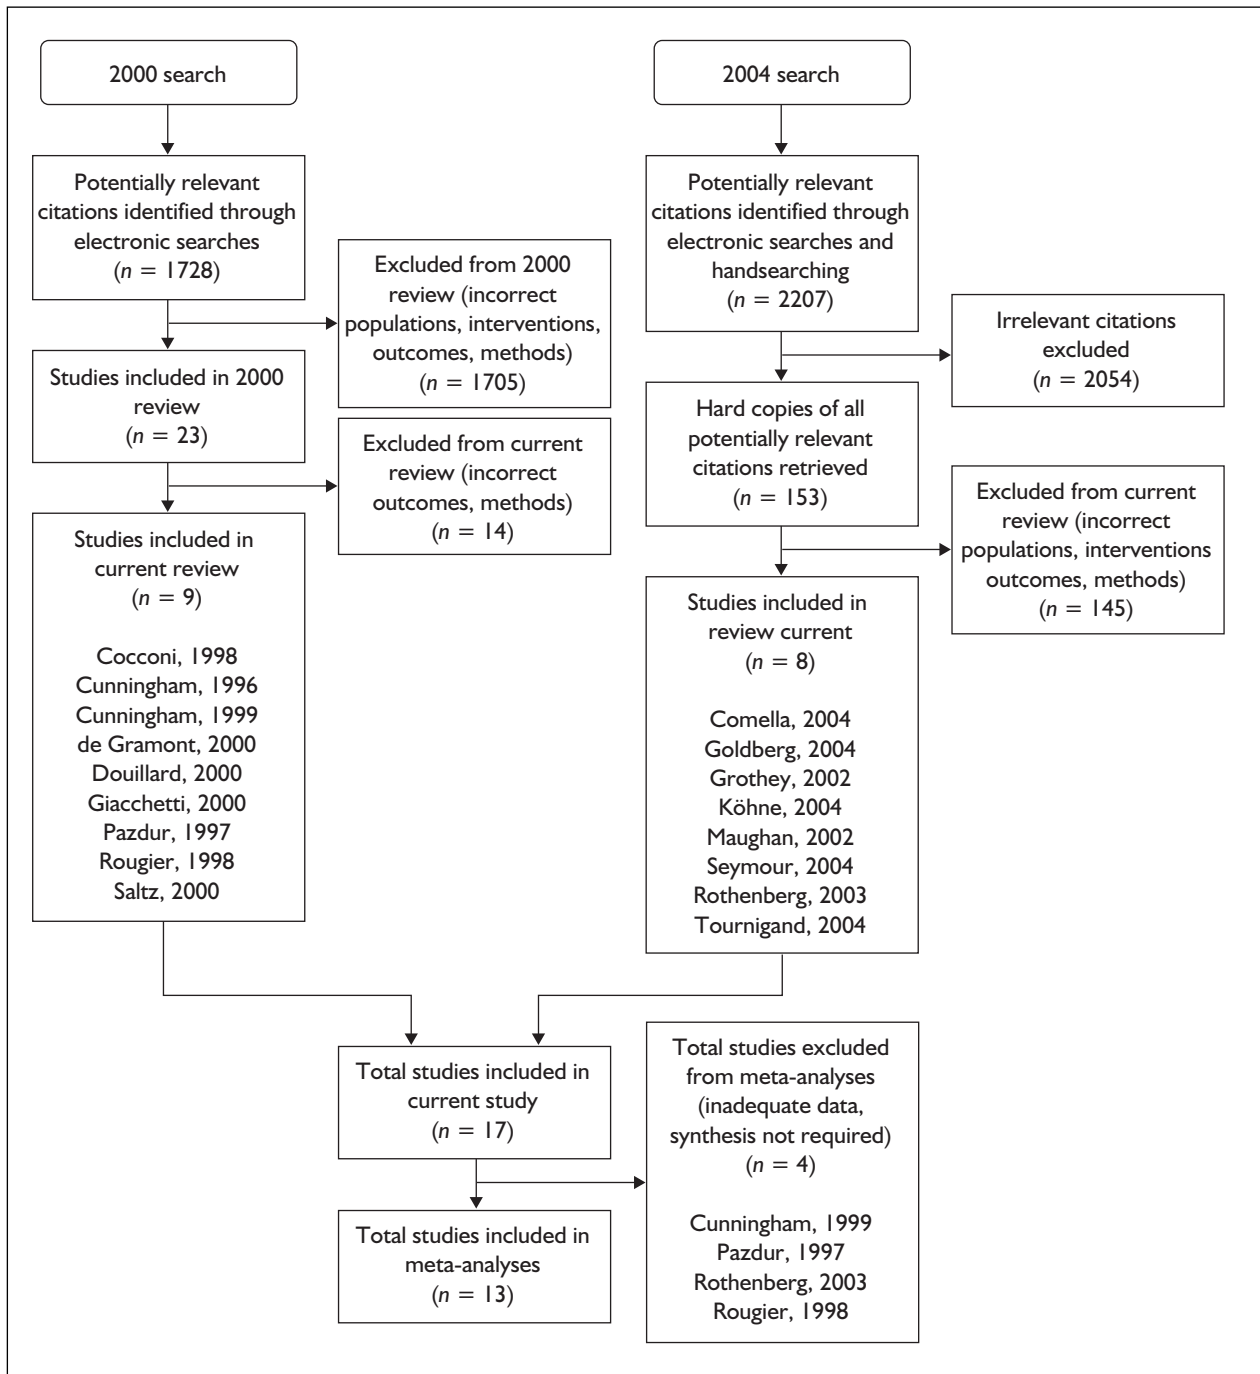 2000 search
Potentially relevant
citations identified through
electronic searches
(n = 1728)
Excluded from 2000
review (incorrect
populations, interventions,
outcomes, methods)
(n = 1705)
Studies included in 2000
review
(n = 23)
Excluded from current
review (incorrect
outcomes, methods)
(n = 14)
Studies included in
current review
(n = 9)
Cocconi, 1998
Cunningham, 1996
Cunningham, 1999
de Gramont, 2000
Douillard, 2000
Giacchetti, 2000
Pazdur, 1997
Rougier, 1998
Saltz, 2000
2004 search
Potentially relevant
citations identified through
electronic searches and
handsearching
(n = 2207)
Irrelevant citations
excluded
(n = 2054)
Hard copies of all
potentially relevant
citations retrieved
(n = 153)
Excluded from current
review (incorrect
populations, interventions
outcomes, methods)
(n = 145)
Studies included in
review current
(n = 8)
Comella, 2004
Goldberg, 2004
Grothey, 2002
Köhne, 2004
Maughan, 2002
Seymour, 2004
Rothenberg, 2003
Tournigand, 2004
Total studies included in
current study
(n = 17)
Total studies excluded
from meta-analyses
(inadequate data,
synthesis not required)
(n = 4)
Cunningham, 1999
Pazdur, 1997
Rothenberg, 2003
Rougier, 1998
Total studies included in
meta-analyses
(n = 13)